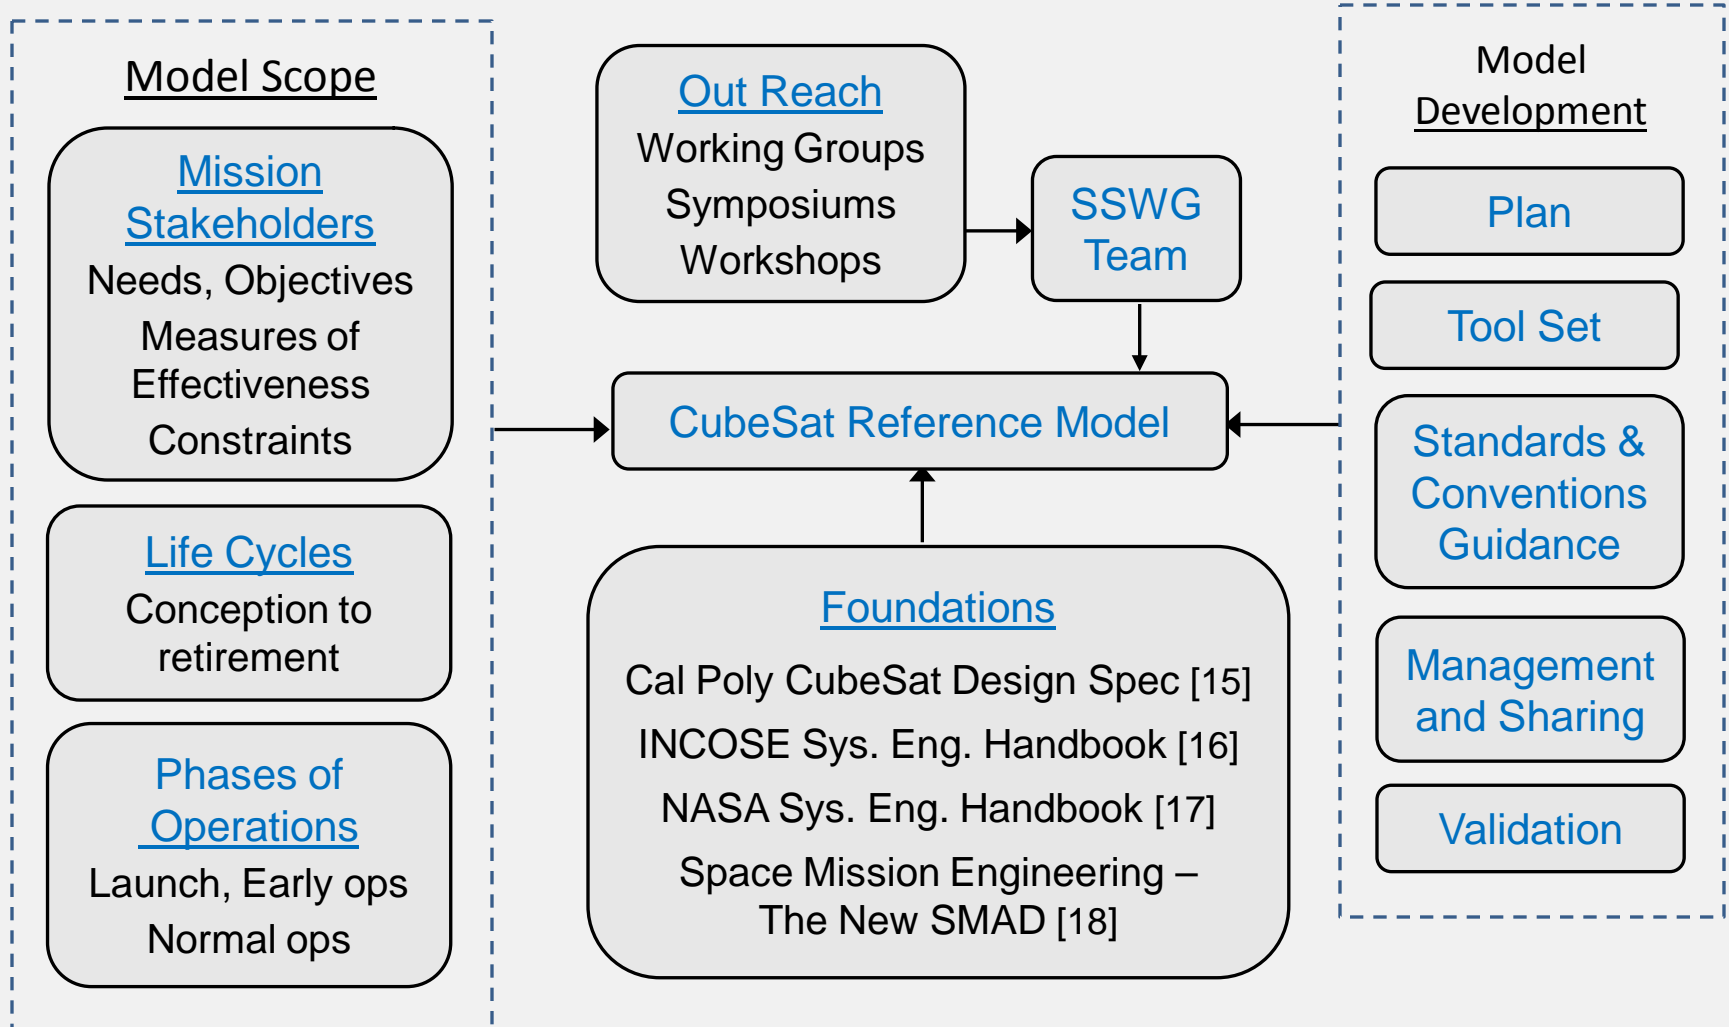 Model Scope
Mission
Stakeholders
Needs, Objectives
Measures of
Effectiveness
Constraints
Life Cycles
Conception to
retirement
Phases of
Operations
Launch, Early ops
Normal ops
Out Reach
Working Groups
Symposiums
Workshops
SSWG
Team
CubeSat Reference Model
Foundations
Cal Poly CubeSat Design Spec [15]
INCOSE Sys. Eng. Handbook [16]
NASA Sys. Eng. Handbook [17]
Space Mission Engineering –
The New SMAD [18]
Model
Development
Plan
Tool Set
Standards &
Conventions
Guidance
Management
and Sharing
Validation